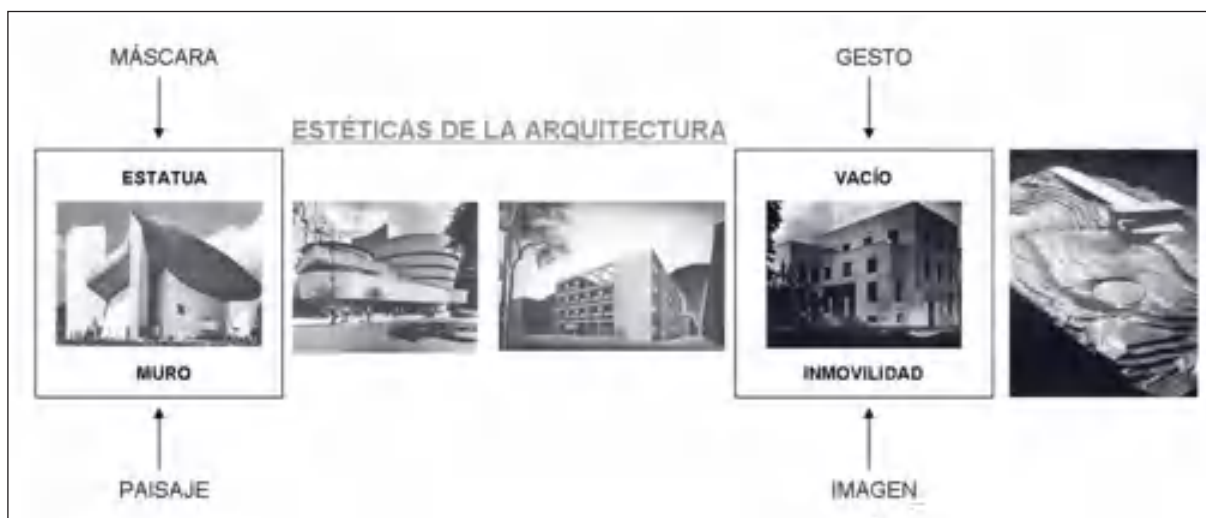 MÁSCARA
GESTO
ESTÉTICAS DE LA ARQUITECTURA
ESTATUA
VACÍO
MURO
INMOVILIDAD
PAISAJE
IMAGEN